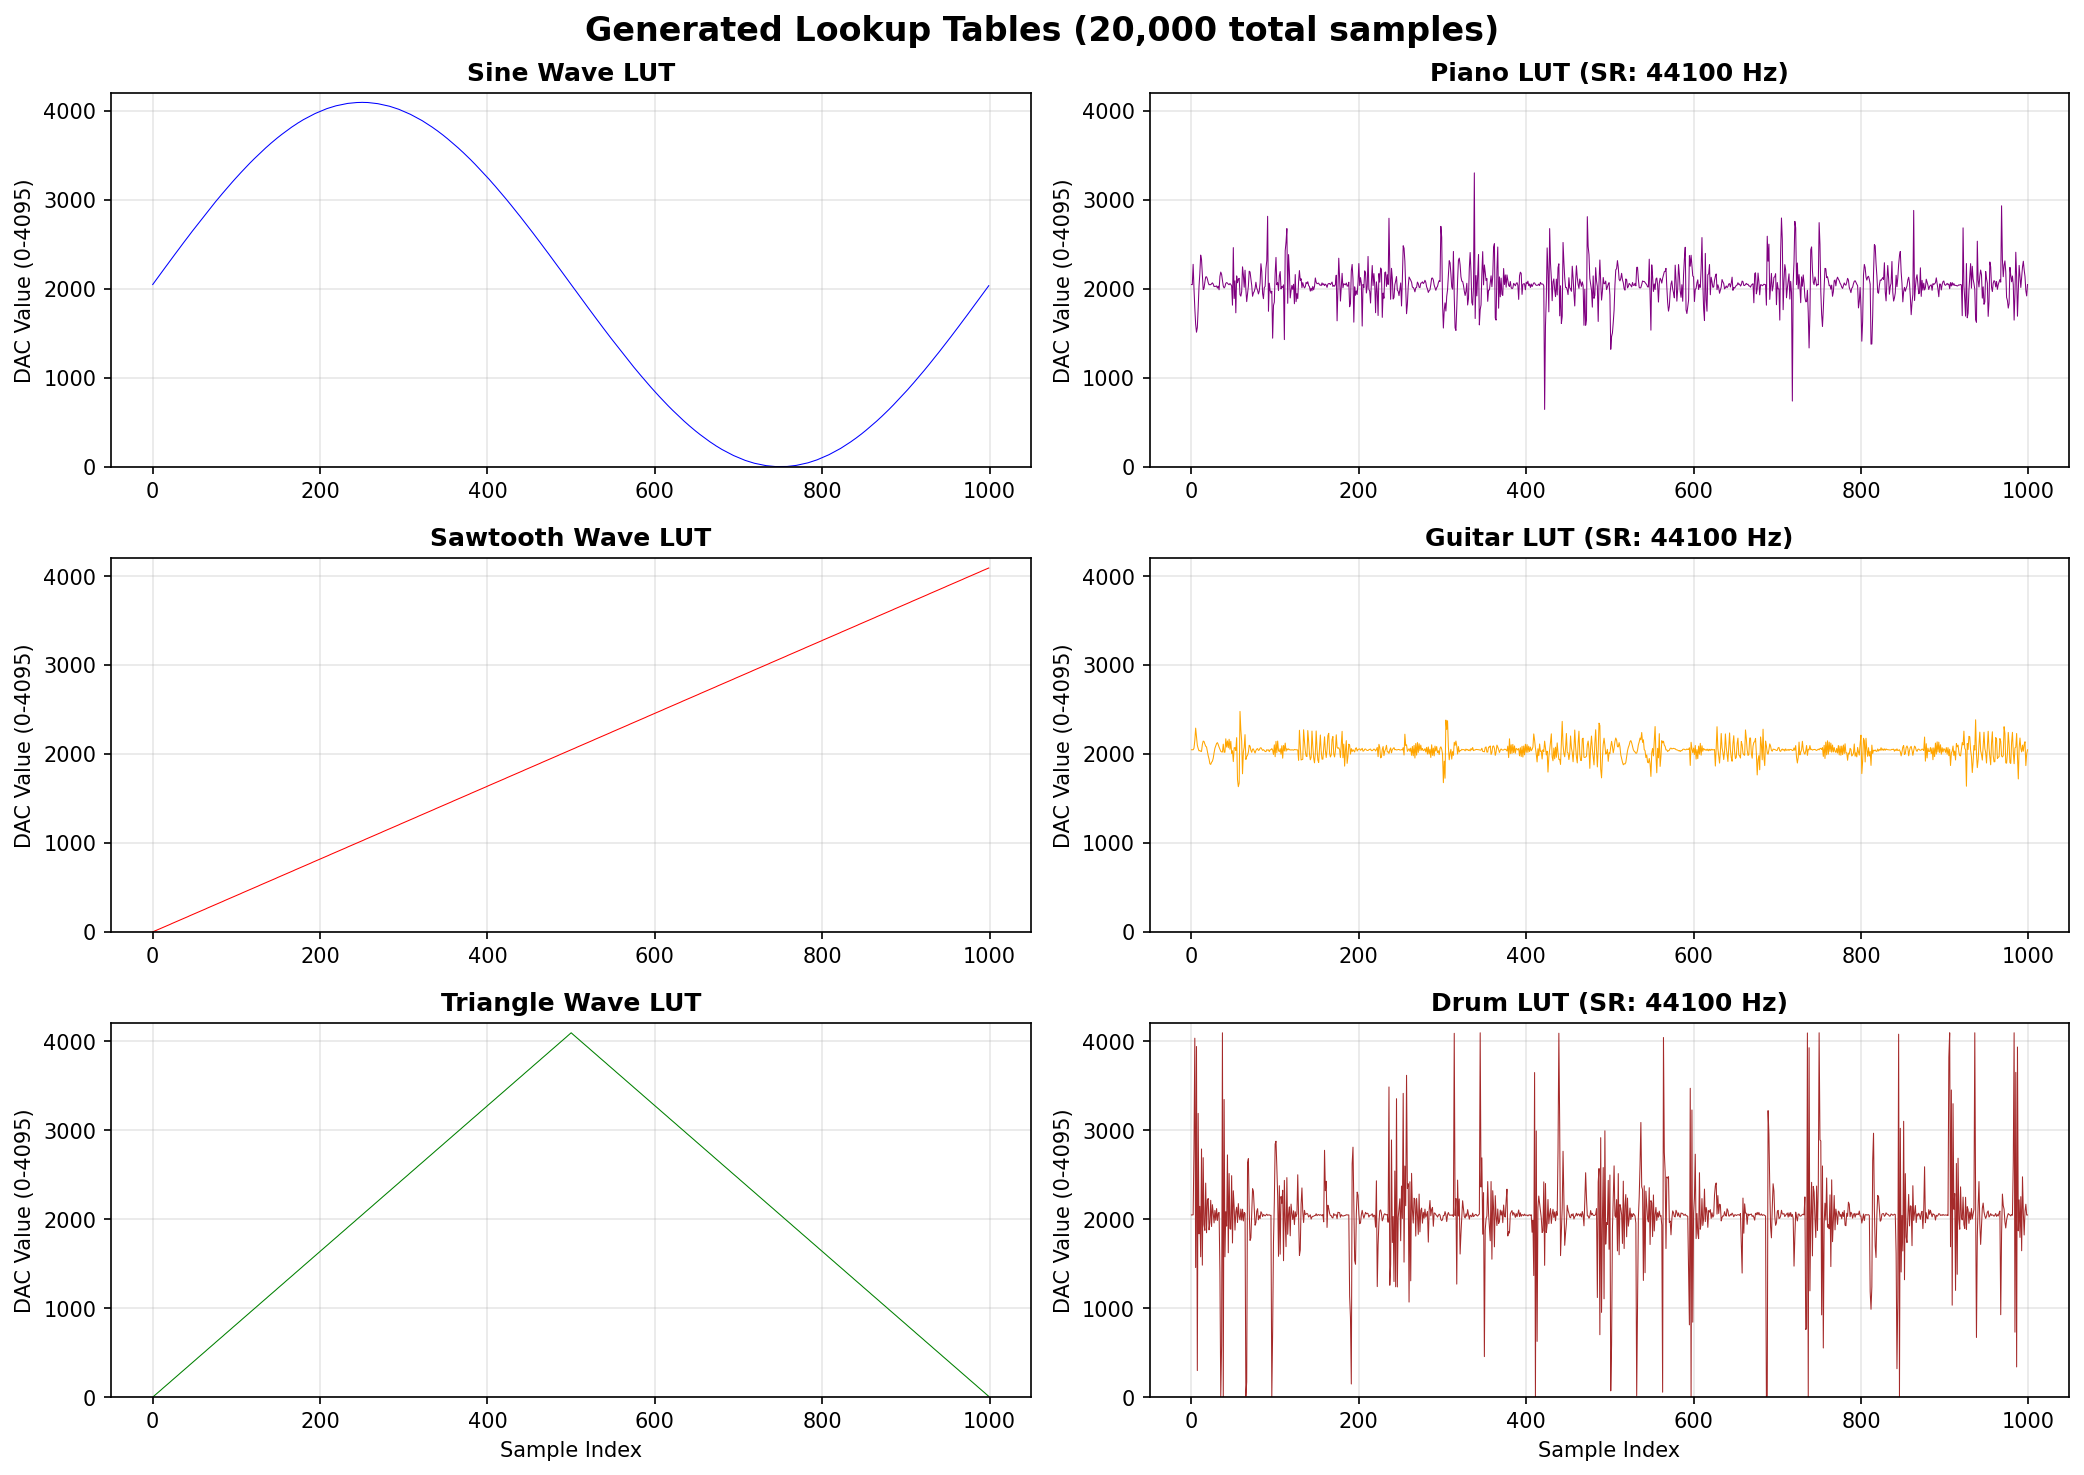 Generated Lookup Tables (20,000 total samples)
Sine Wave LUT
DAC Value (0-4095)
4000
3000
2000
1000
0
0 200 400 600 800 1000
Piano LUT (SR: 44100 Hz)
DAC Value (0-4095)
4000
3000
2000
1000
0
0 200 400 600 800 1000
Sawtooth Wave LUT
DAC Value (0-4095)
4000
3000
2000
1000
0
0 200 400 600 800 1000
Guitar LUT (SR: 44100 Hz)
DAC Value (0-4095)
4000
3000
2000
1000
0
0 200 400 600 800 1000
Triangle Wave LUT
DAC Value (0-4095)
4000
3000
2000
1000
0
0 200 400 600 800 1000
Sample Index
Drum LUT (SR: 44100 Hz)
DAC Value (0-4095)
4000
3000
2000
1000
0
0 200 400 600 800 1000
Sample Index